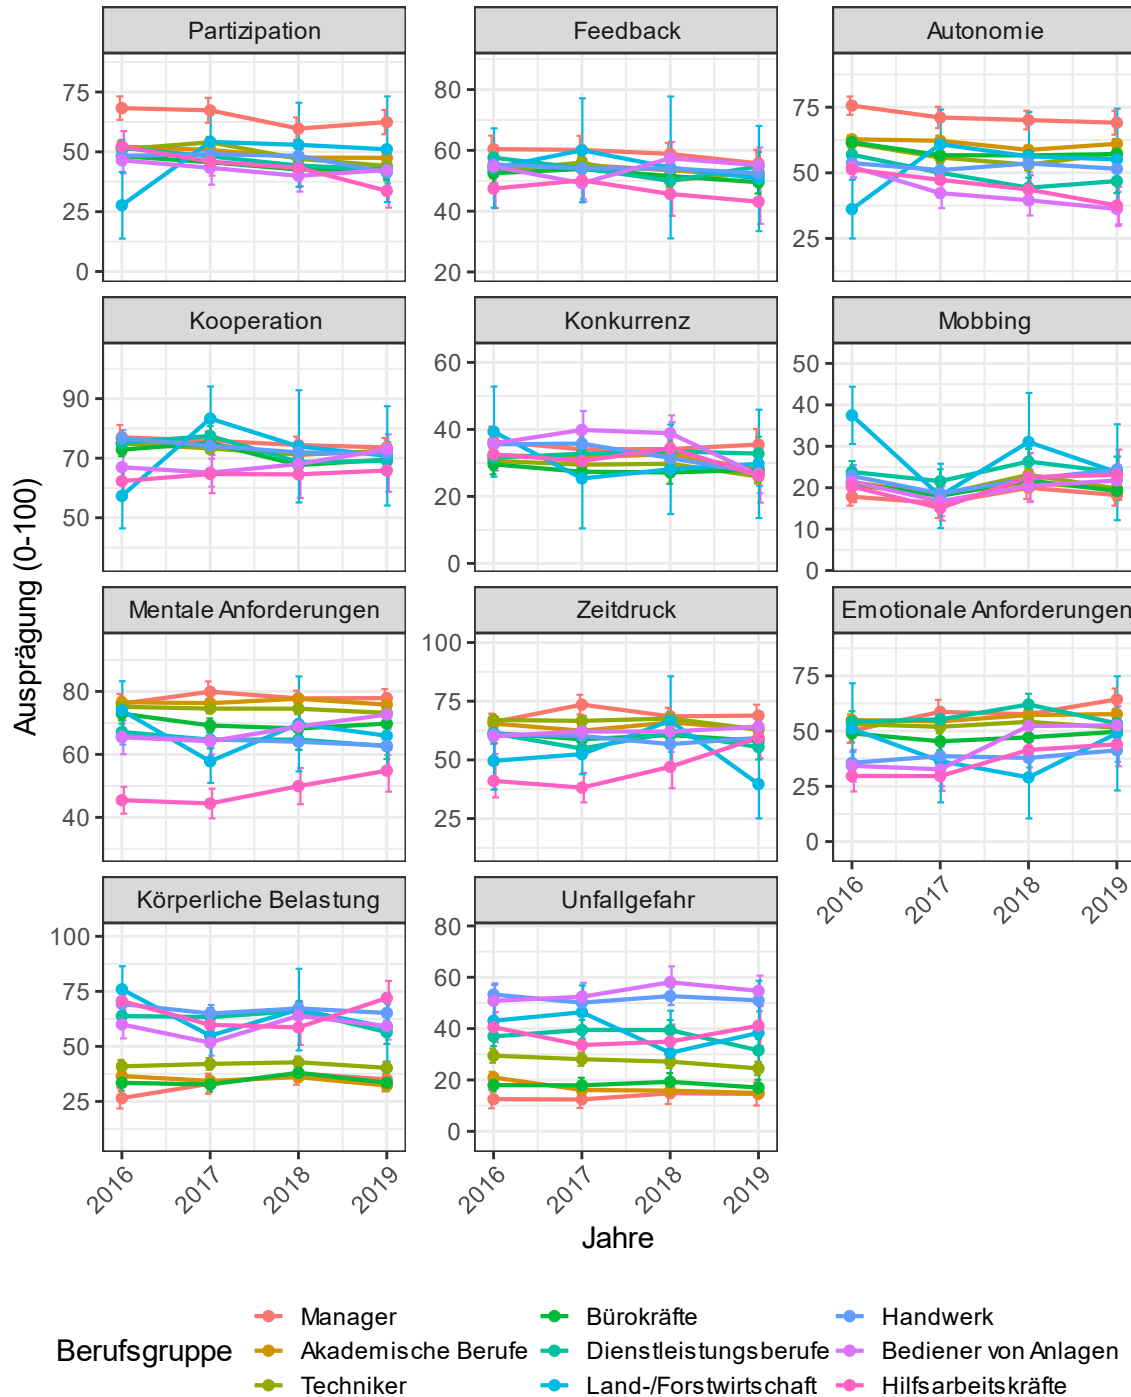 Partizipation Feedback Autonomie
75 50 25 0
80 60 40 20
75 50 25
Kooperation Konkurrenz Mobbing
90 70 50
60 40 20 0
50 40 30 20 10 0
Ausprägung (0-100)
Mentale Anforderungen Zeitdruck Emotionale Anforderungen
80 60 40
100 75 50 25
75 50 25 0
2016 2017 2018 2019
Körperliche Belastung Unfallgefahr
100 75 50 25
80 60 40 20 0
2016 2017 2018 2019 2016 2017 2018 2019
Jahre
Berufsgruppe
Manager Bürokräfte Handwerk
Akademische Berufe Dienstleistungsberufe Bediener von Anlagen
Techniker Land-/Forstwirtschaft Hilfsarbeitskräfte